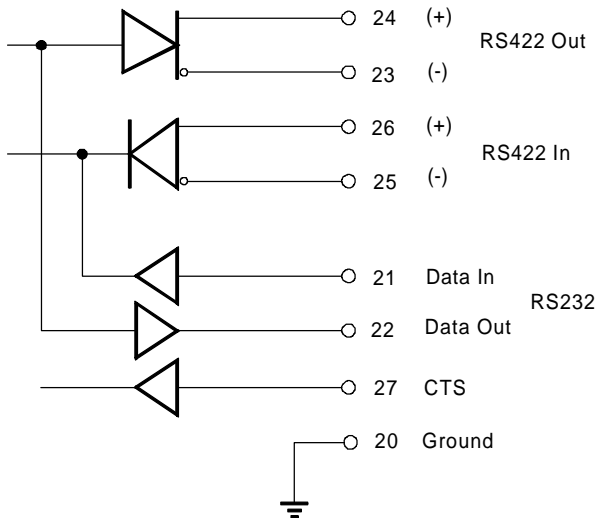 24 (+)
RS422 Out
23 (-)
26 (+)
RS422 In
25 (-)
21 Data In
RS232
22 Data Out
27 CTS
20 Ground